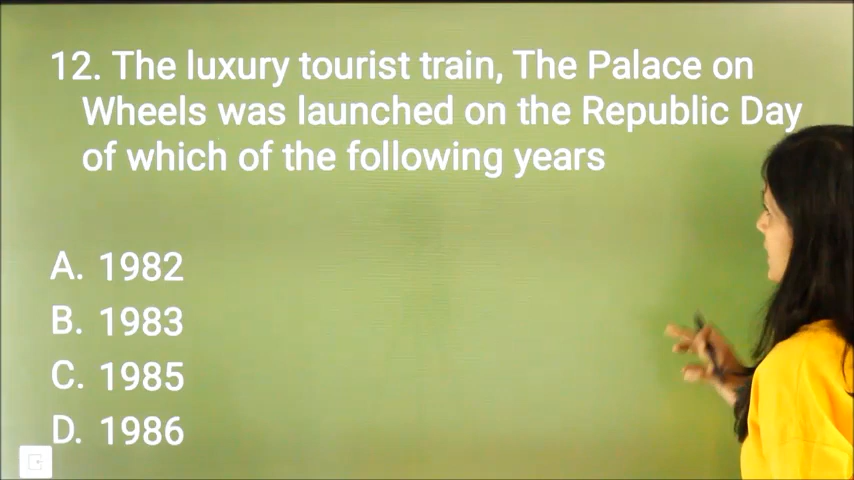 12. The luxury tourist train, The Palace on
Wheels was launched on the Republic Day
of which of the following years
A. 1982
B. 1983
C. 1985
D. 1986